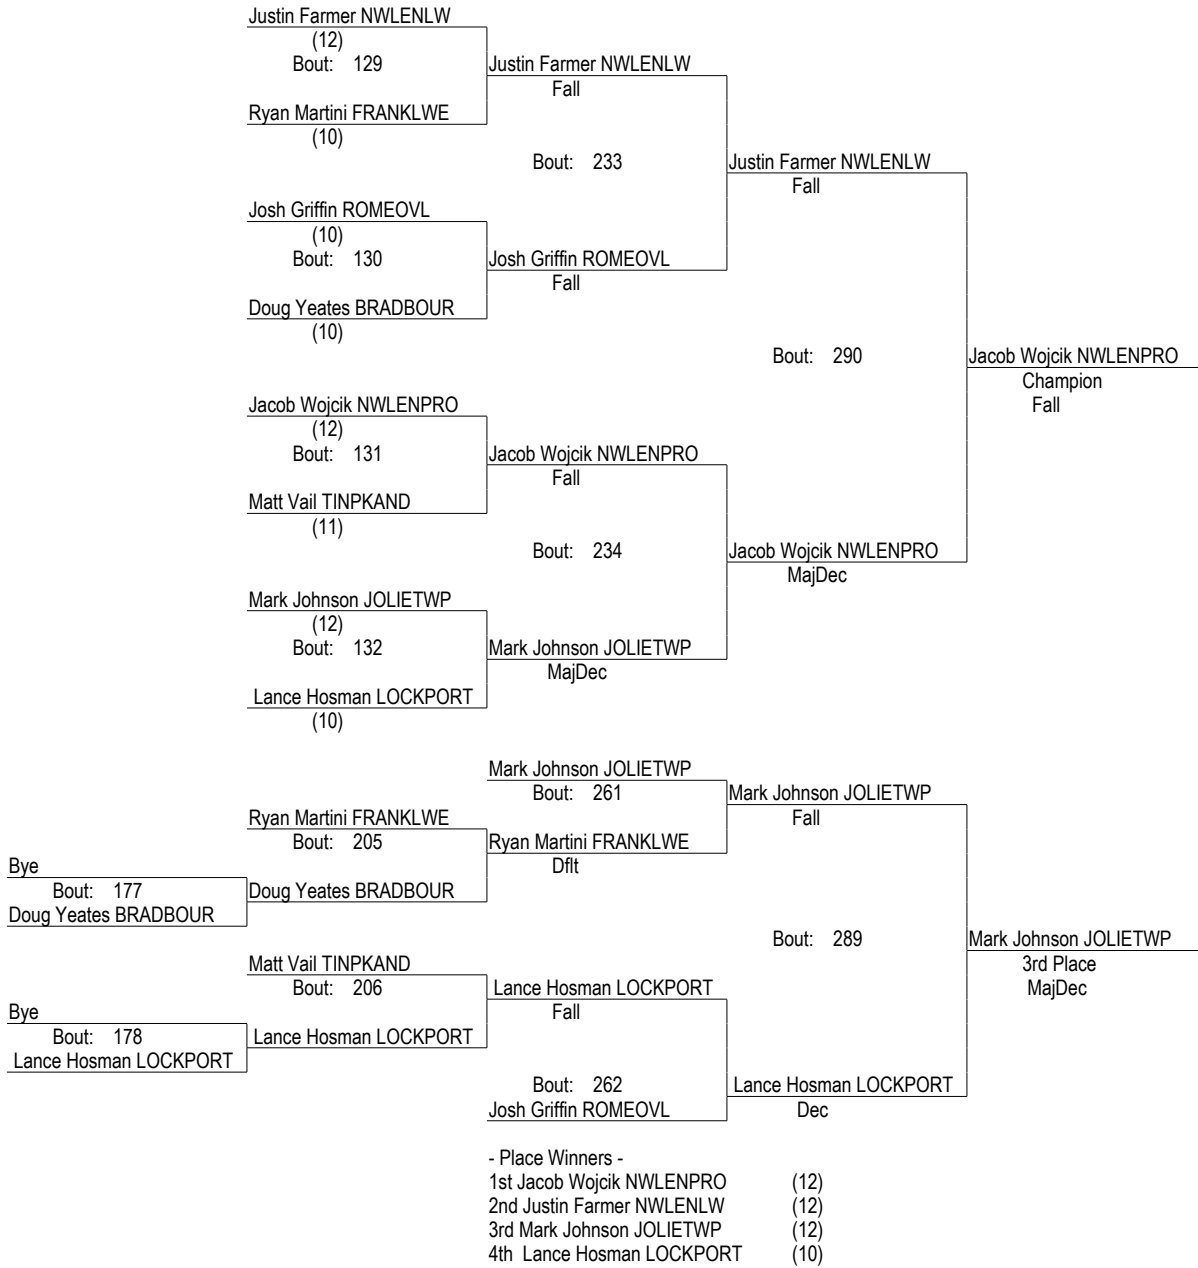 Justin Farmer NWLENLW
(12)
Bout: 129
Justin Farmer NWLENLW
Fall
Ryan Martini FRANKLWE
(10)
Bout: 233
Justin Farmer NWLENLW
Fall
Josh Griffin ROMEOVL
(10)
Bout: 130
Josh Griffin ROMEOVL
Fall
Doug Yeates BRADBOUR
(10)
Bout: 290
Jacob Wojcik NWLENPRO
Champion
Fall
Jacob Wojcik NWLENPRO
(12)
Bout: 131
Jacob Wojcik NWLENPRO
Fall
Matt Vail TINPKAND
(11)
Bout: 234
Jacob Wojcik NWLENPRO
MajDec
Mark Johnson JOLIETWP
(12)
Bout: 132
Mark Johnson JOLIETWP
MajDec
Lance Hosman LOCKPORT
(10)
Mark Johnson JOLIETWP
Bout: 261
Mark Johnson JOLIETWP
Fall
Ryan Martini FRANKLWE
Bout: 205
Ryan Martini FRANKLWE
Dflt
Bye
Bout: 177
Doug Yeates BRADBOUR
Doug Yeates BRADBOUR
Bout: 289
Mark Johnson JOLIETWP
3rd Place
MajDec
Matt Vail TINPKAND
Bout: 206
Lance Hosman LOCKPORT
Fall
Bye
Bout: 178
Lance Hosman LOCKPORT
Lance Hosman LOCKPORT
Bout: 262
Lance Hosman LOCKPORT
Dec
Josh Griffin ROMEOVL
- Place Winners -
1st Jacob Wojcik NWLENPRO (12)
2nd Justin Farmer NWLENLW (12)
3rd Mark Johnson JOLIETWP (12)
4th Lance Hosman LOCKPORT (10)